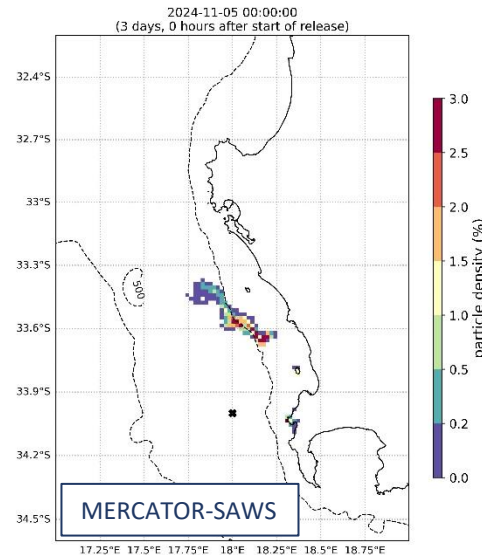 2024-11-05 00:00:00
(3 days, 0 hours after start of release)
32.4°S
32.7°S
33°S
33.3°S
33.6°S
33.9°S
34.2°S
34.5°S
500
MERCATOR-SAWS
17.25°E 17.5°E 17.75°E 18°E 18.25°E 18.5°E 18.75°E
3.0
2.5
2.0
1.5
1.0
0.5
0.2
0.0
particle density (%)